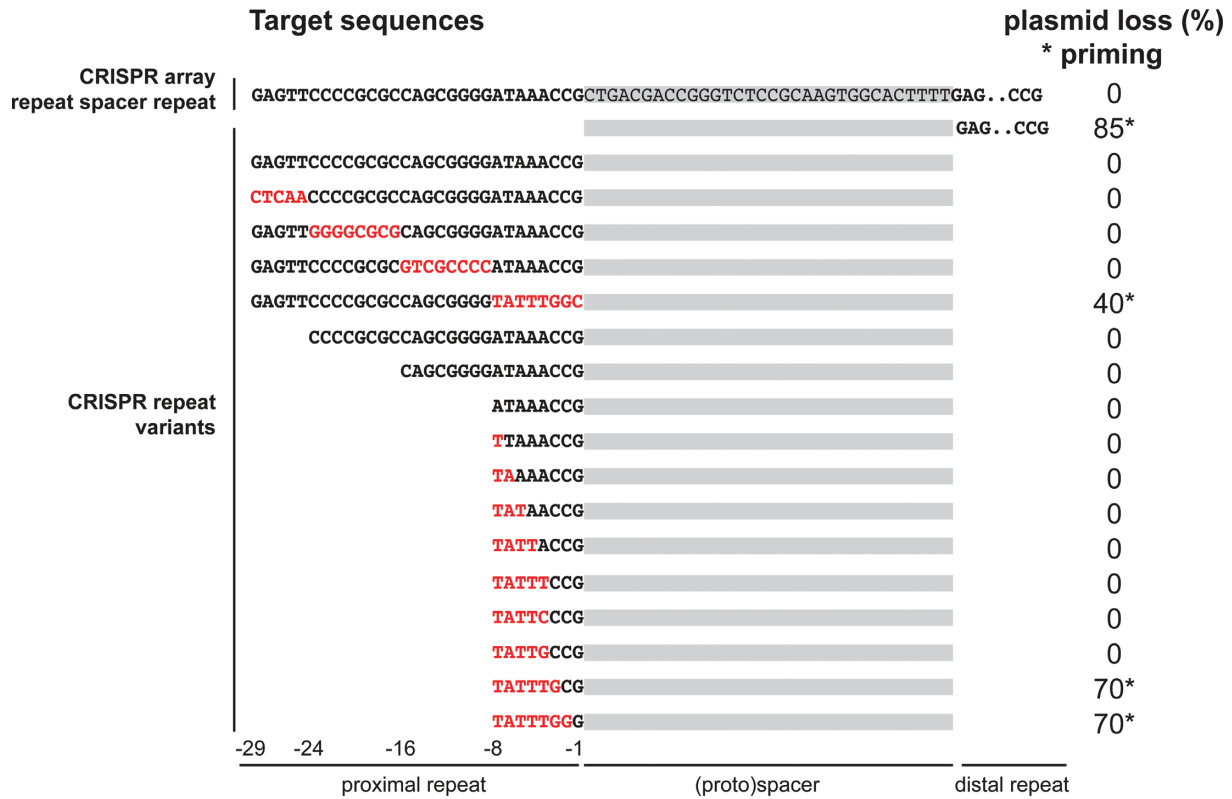 Target sequences
plasmid loss (%)
* priming
CRISPR array
repeat spacer repeat
GAGTTCCCCGCGCCAGCGGGGATAAACCGCTGACGACCGGGTCTCCGCAAGTGGCACTTTTGAG..CCG 0
GAG..CCG 85*
GAGTTCCCCGCGCCAGCGGGGATAAACCG 0
CTCAACCCCGCGCCAGCGGGGATAAACCG 0
GAGTTGGGGCGCGCAGCGGGGATAAACCG 0
GAGTTCCCCGCGCGTCGCCCCATAAACCG 0
GAGTTCCCCGCGCCAGCGGGGTATTTGGC 40*
CCCCGCGCCAGCGGGGATAAACCG 0
CAGCGGGGATAAACCG 0
CRISPR repeat
variants
ATAAACCG 0
TTAAACCG 0
TAAAACCG 0
TATAACCG 0
TATTACCG 0
TATTTCCG 0
TATTCCCG 0
TATTGCCG 0
TATTTGCG 70*
TATTTGGG 70*
-29 -24 -16 -8 -1
proximal repeat (proto)spacer distal repeat